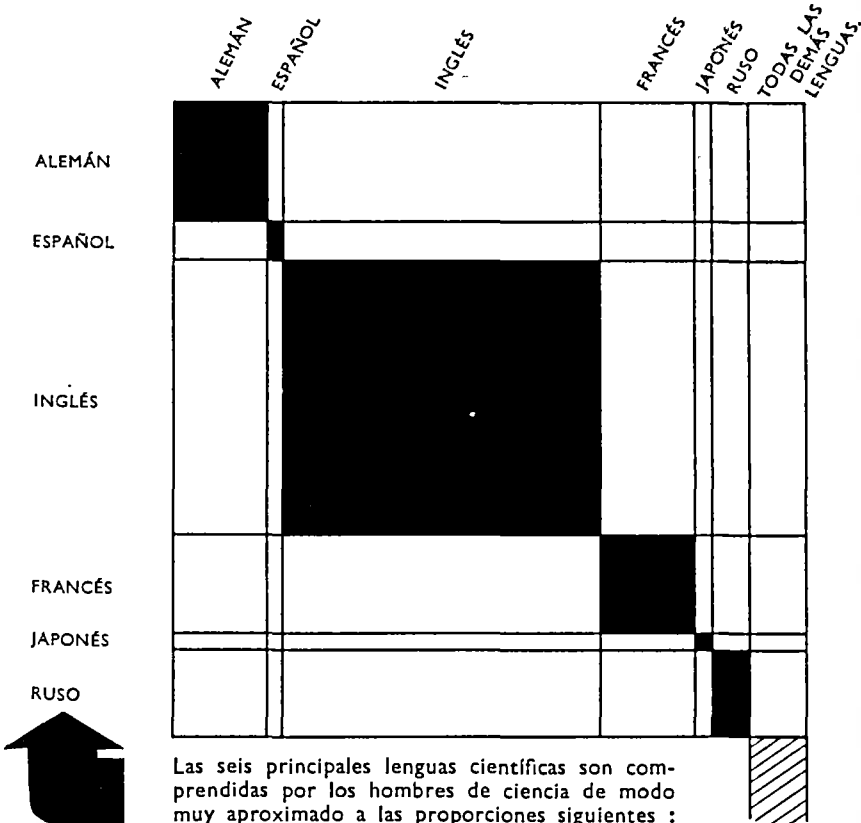 ALEMÁN
ESPAÑOL
INGLÉS
FRANCÉS
JAPONÉS
RUSO
TODAS LAS
DEMÁS
LENGUAS.
ALEMÁN
ESPAÑOL
INGLÉS
FRANCÉS
JAPONÉS
RUSO
Las seis principales lenguas científicas son com-
prendidas por los hombres de ciencia de modo
muy aproximado a las proporciones siguientes :